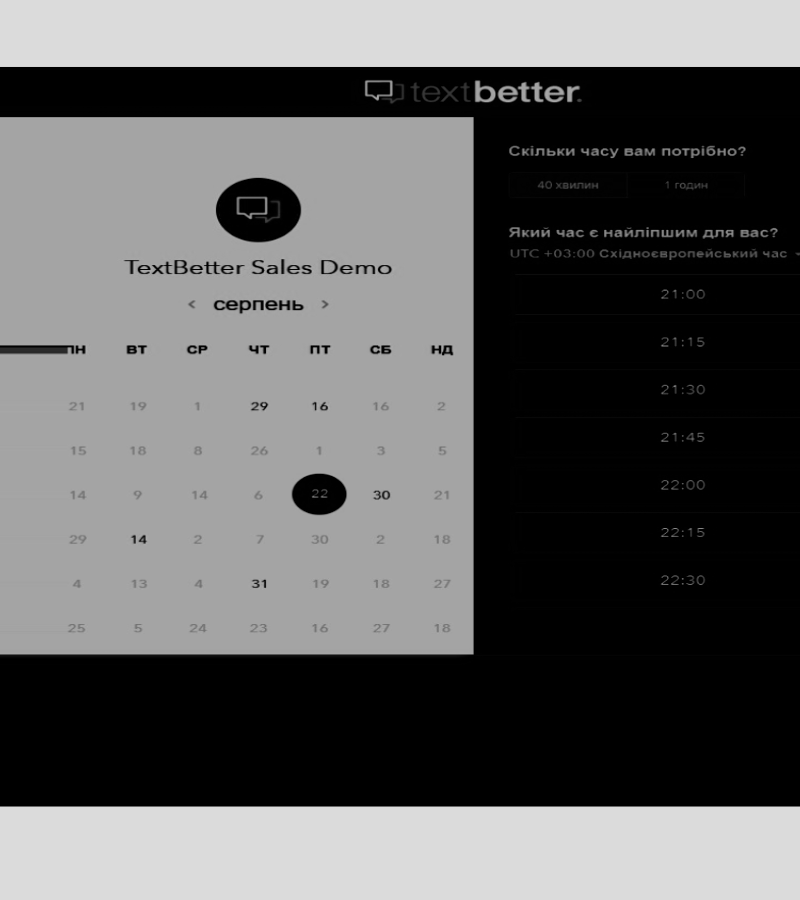 textbetter.
TextBetter Sales Demo
< серпень >
ПН ВТ СР ЧТ ПТ СБ НД
21 19 1 29 16 16 2
15 18 8 26 1 3 5
14 9 14 6 22 30 21
29 14 2 7 30 2 18
4 13 4 31 19 18 27
25 5 24 23 16 27 18
Скільки часу вам потрібно?
40 хвилин 1 годин
Який час є найліпшим для вас?
UTC +03:00 Східноєвропейський час
21:00
21:15
21:30
21:45
22:00
22:15
22:30